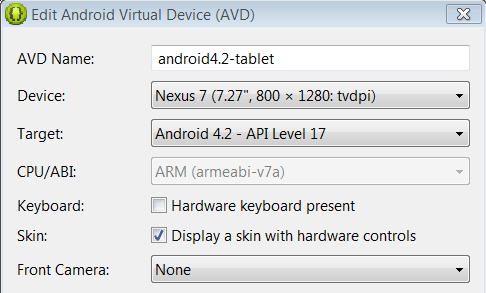 Edit Android Virtual Device (AVD)
AVD Name: android4.2-tablet
Device: Nexus 7 (7.27", 800 × 1280: tvdpi)
Target: Android 4.2 - API Level 17
CPU/ABI: ARM (armeabi-v7a)
Keyboard: Hardware keyboard present
Skin: Display a skin with hardware controls
Front Camera: None